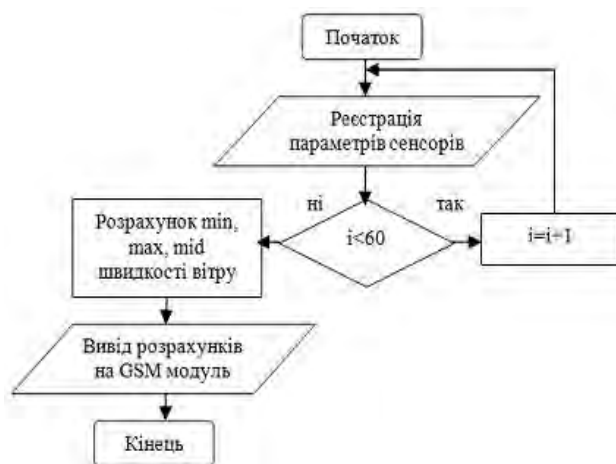 Початок
Реєстрація
параметрів сенсорів
ні
так
Розрахунок min,
max, mid
швидкості вітру
i<60
i=i+1
Вивід розрахунків
на GSM модуль
Кінець